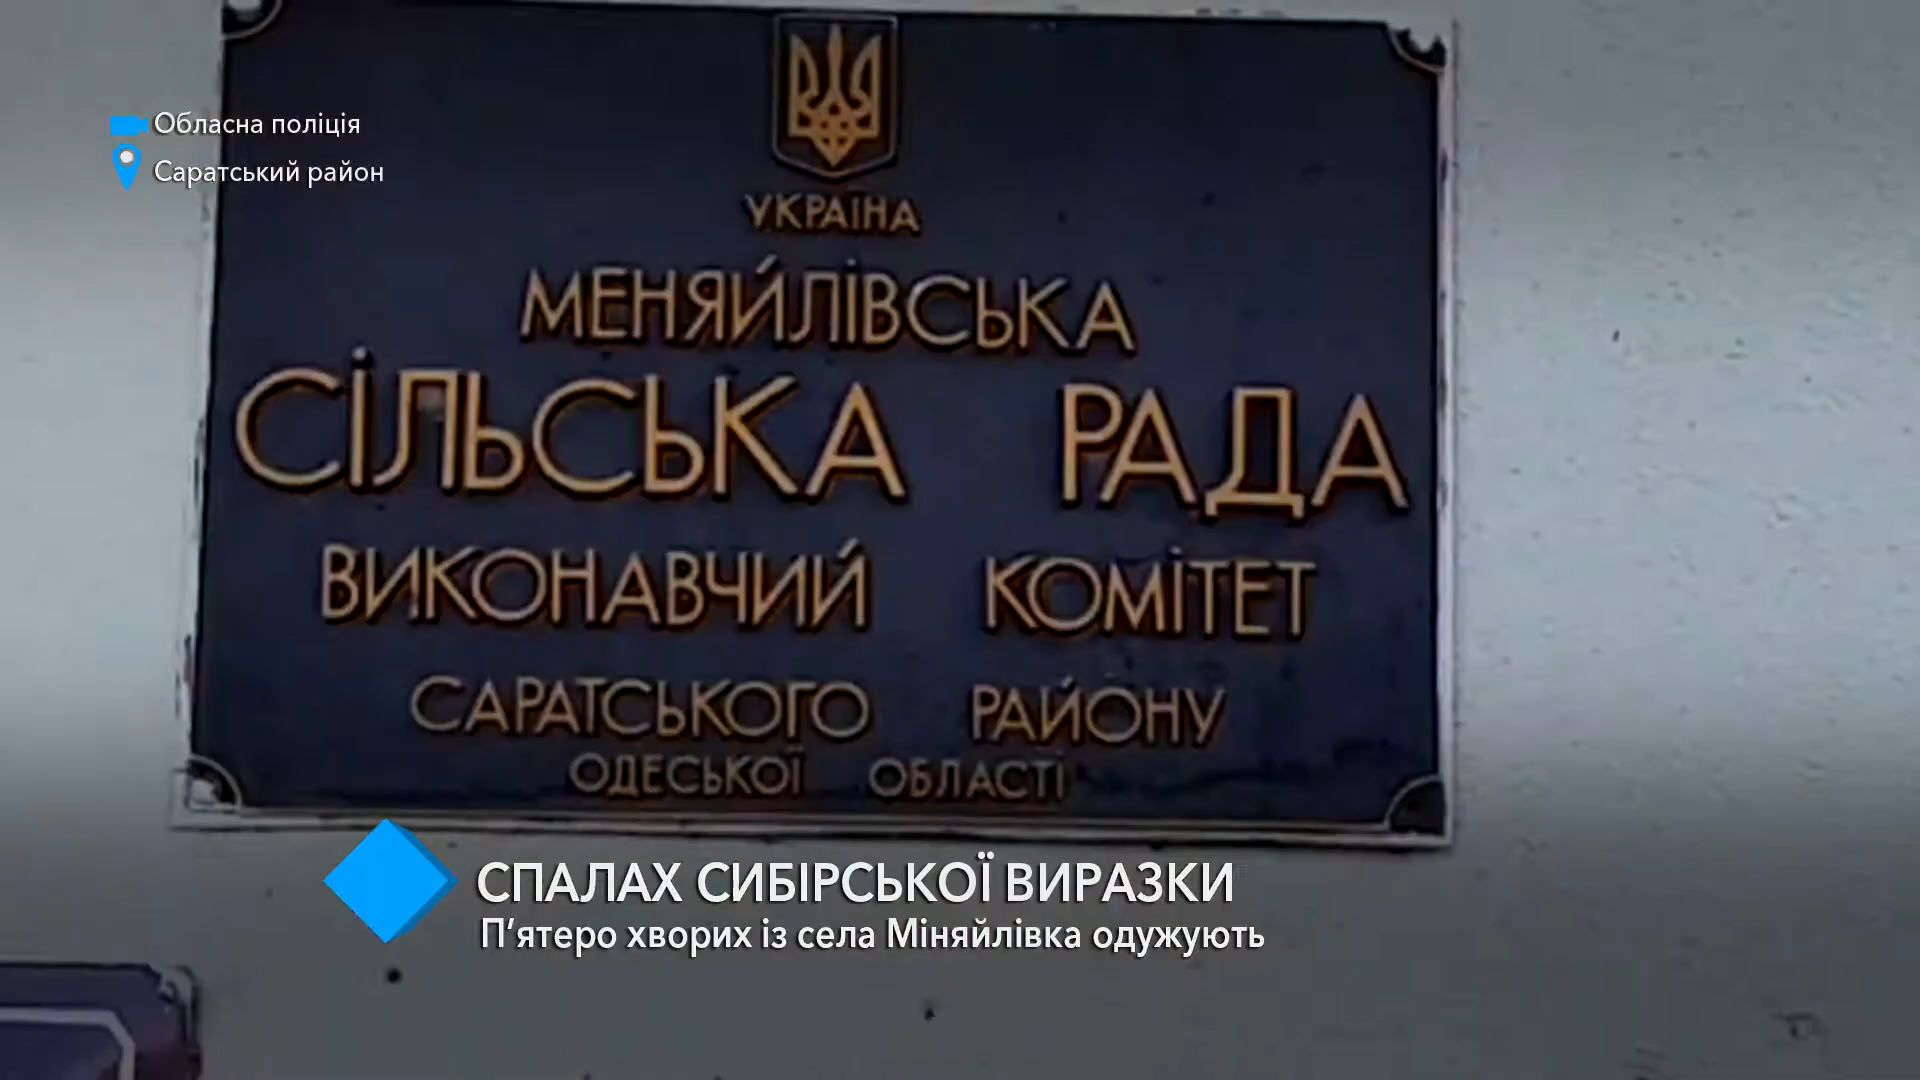 Обласна поліція
Саратський район
УКРАЇНА
МЕНЯЙЛІВСЬКА
СІЛЬСЬКА РАДА
ВИКОНАВЧИЙ КОМІТЕТ
САРАТСЬКОГО РАЙОНУ
ОДЕСЬКОЇ ОБЛАСТІ
СПАЛАХ СИБІРСЬКОЇ ВИРАЗКИ
П’ятеро хворих із села Міняйлівка одужують